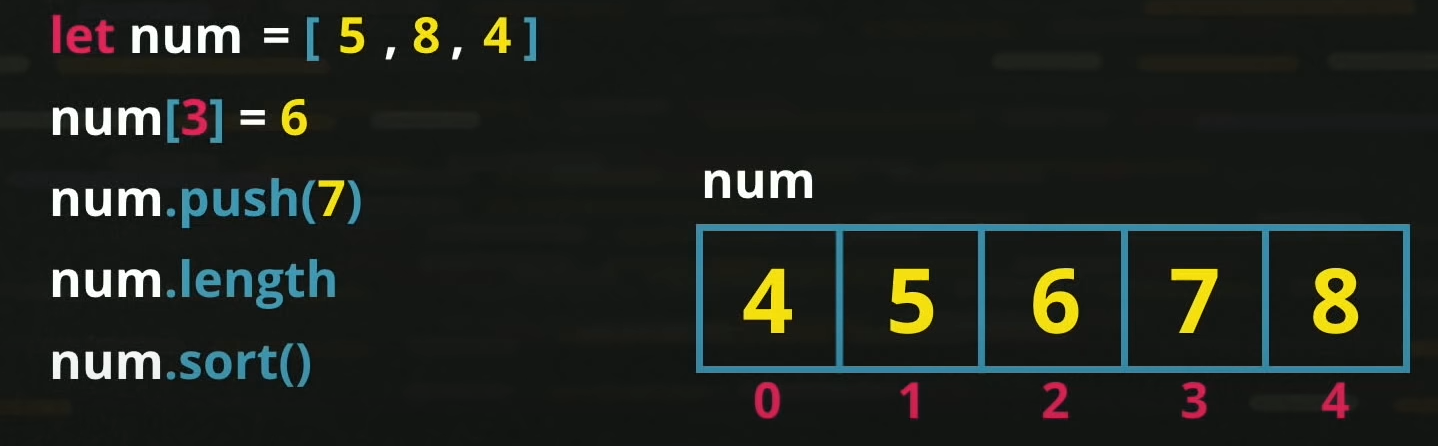 let num = [ 5 , 8 , 4 ]
num[3] = 6
num.push(7)
num.length
num.sort()
num
4 5 6 7 8
0 1 2 3 4